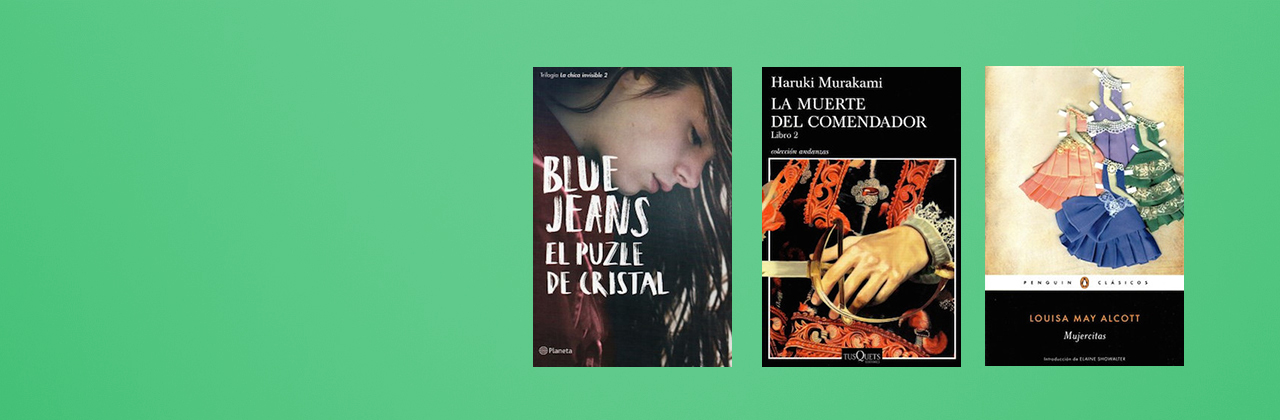 Trilogía La chica invisible 2
BLUE
JEANS
EL PUZLE
DE CRISTAL
Planeta
Haruki Murakami
LA MUERTE
DEL COMENDADOR
Libro 2
colección andanzas
TUSQUETS
EDITORES
PENGUIN CLÁSICOS
LOUISA MAY ALCOTT
Mujercitas
Introducción de ELAINE SHOWALTER